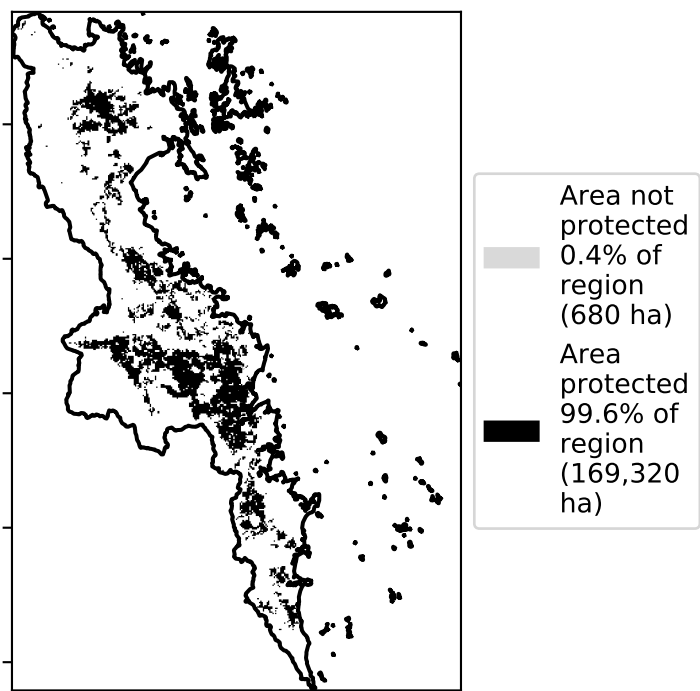 Area not
protected
0.4% of
region
(680 ha)
Area
protected
99.6% of
region
(169,320
ha)